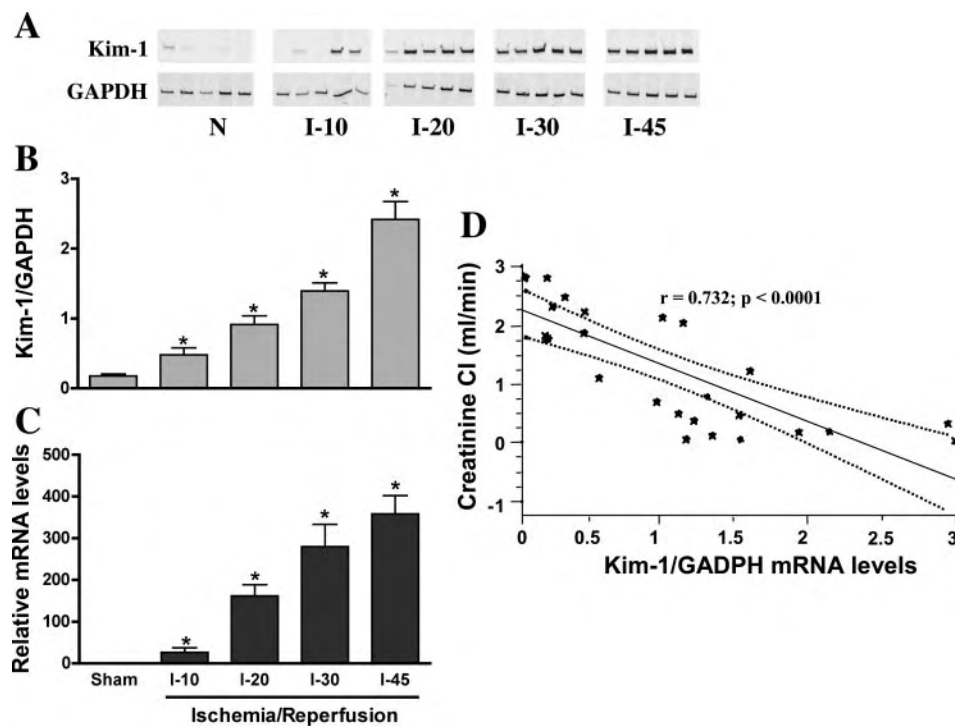 A
Kim-1
GAPDH
N I-10 I-20 I-30 I-45
B
Kim-1/GAPDH
3
2
1
0
* * * *
C
Relative mRNA levels
500
400
300
200
100
0
* * * *
Sham I-10 I-20 I-30 I-45
Ischemia/Reperfusion
D
Creatinine Cl (ml/min)
3
2
1
0
-1
r = 0.732; p < 0.0001
0 0.5 1 1.5 2 2.5 3
Kim-1/GADPH mRNA levels